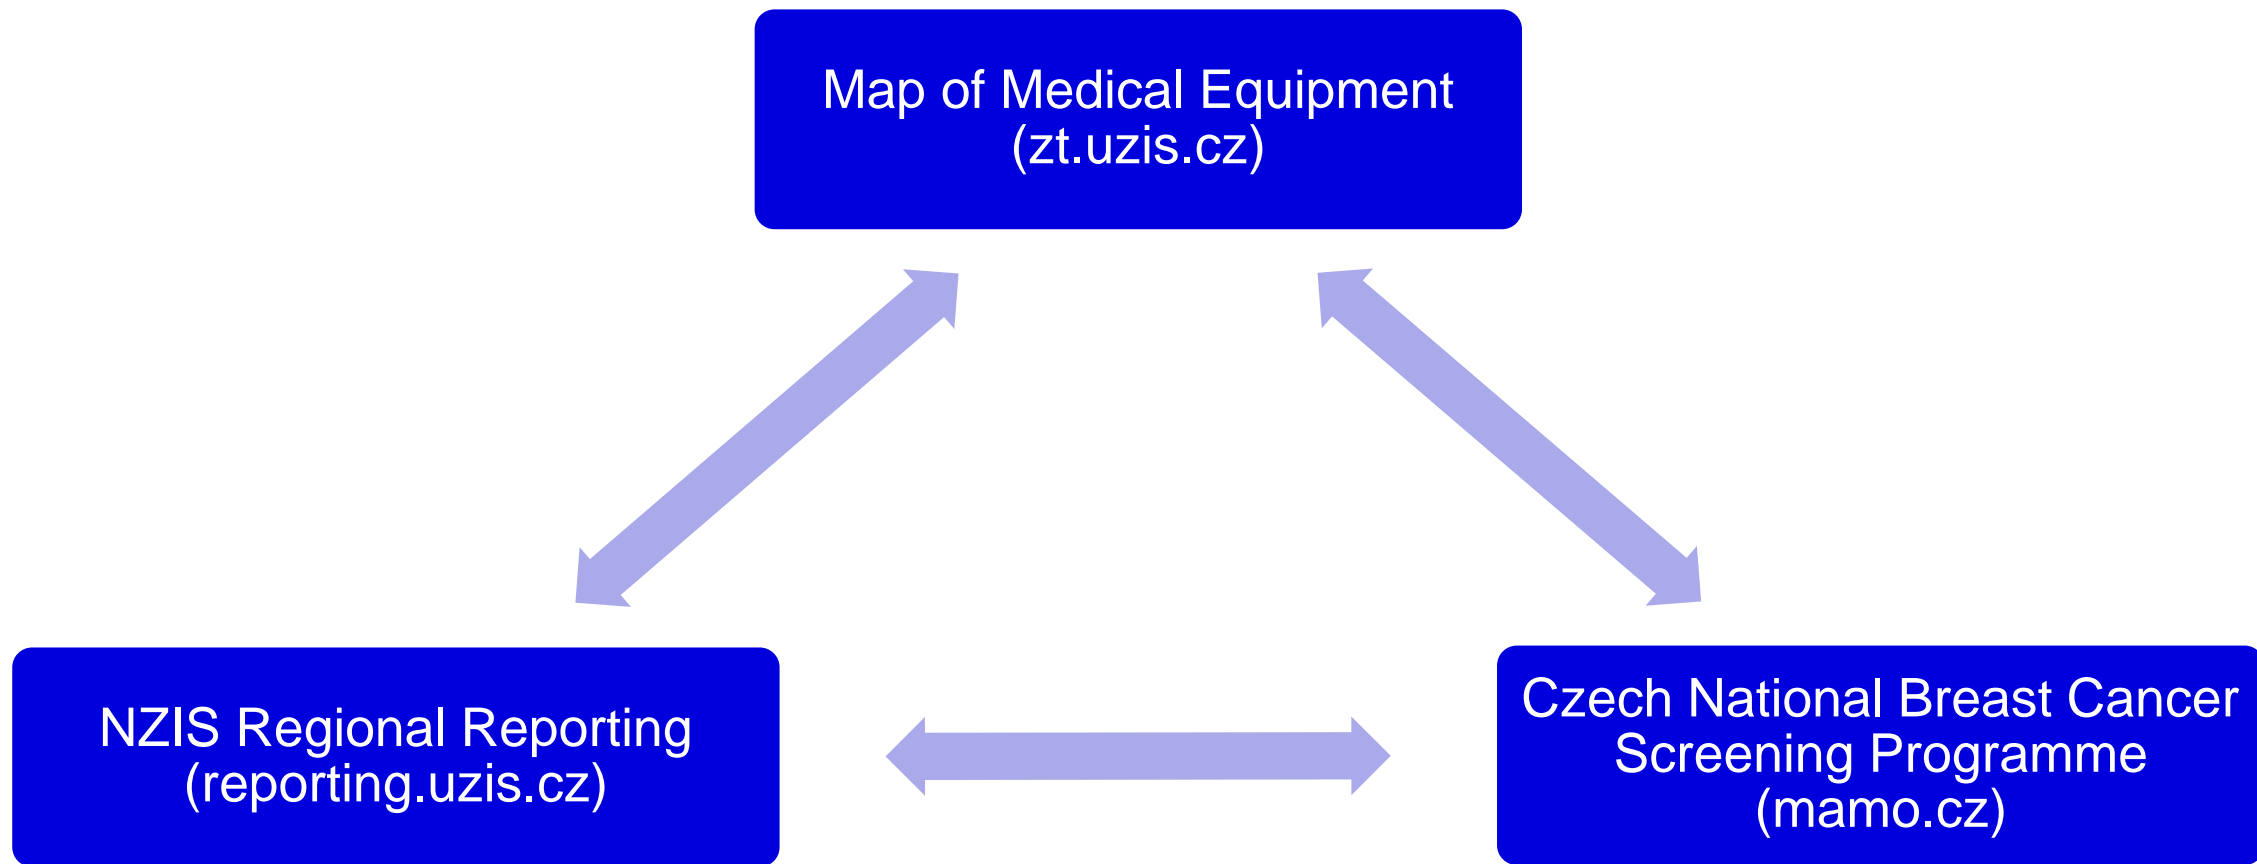 Map of Medical Equipment
(zt.uzis.cz)
NZIS Regional Reporting
(reporting.uzis.cz)
Czech National Breast Cancer
Screening Programme
(mamo.cz)